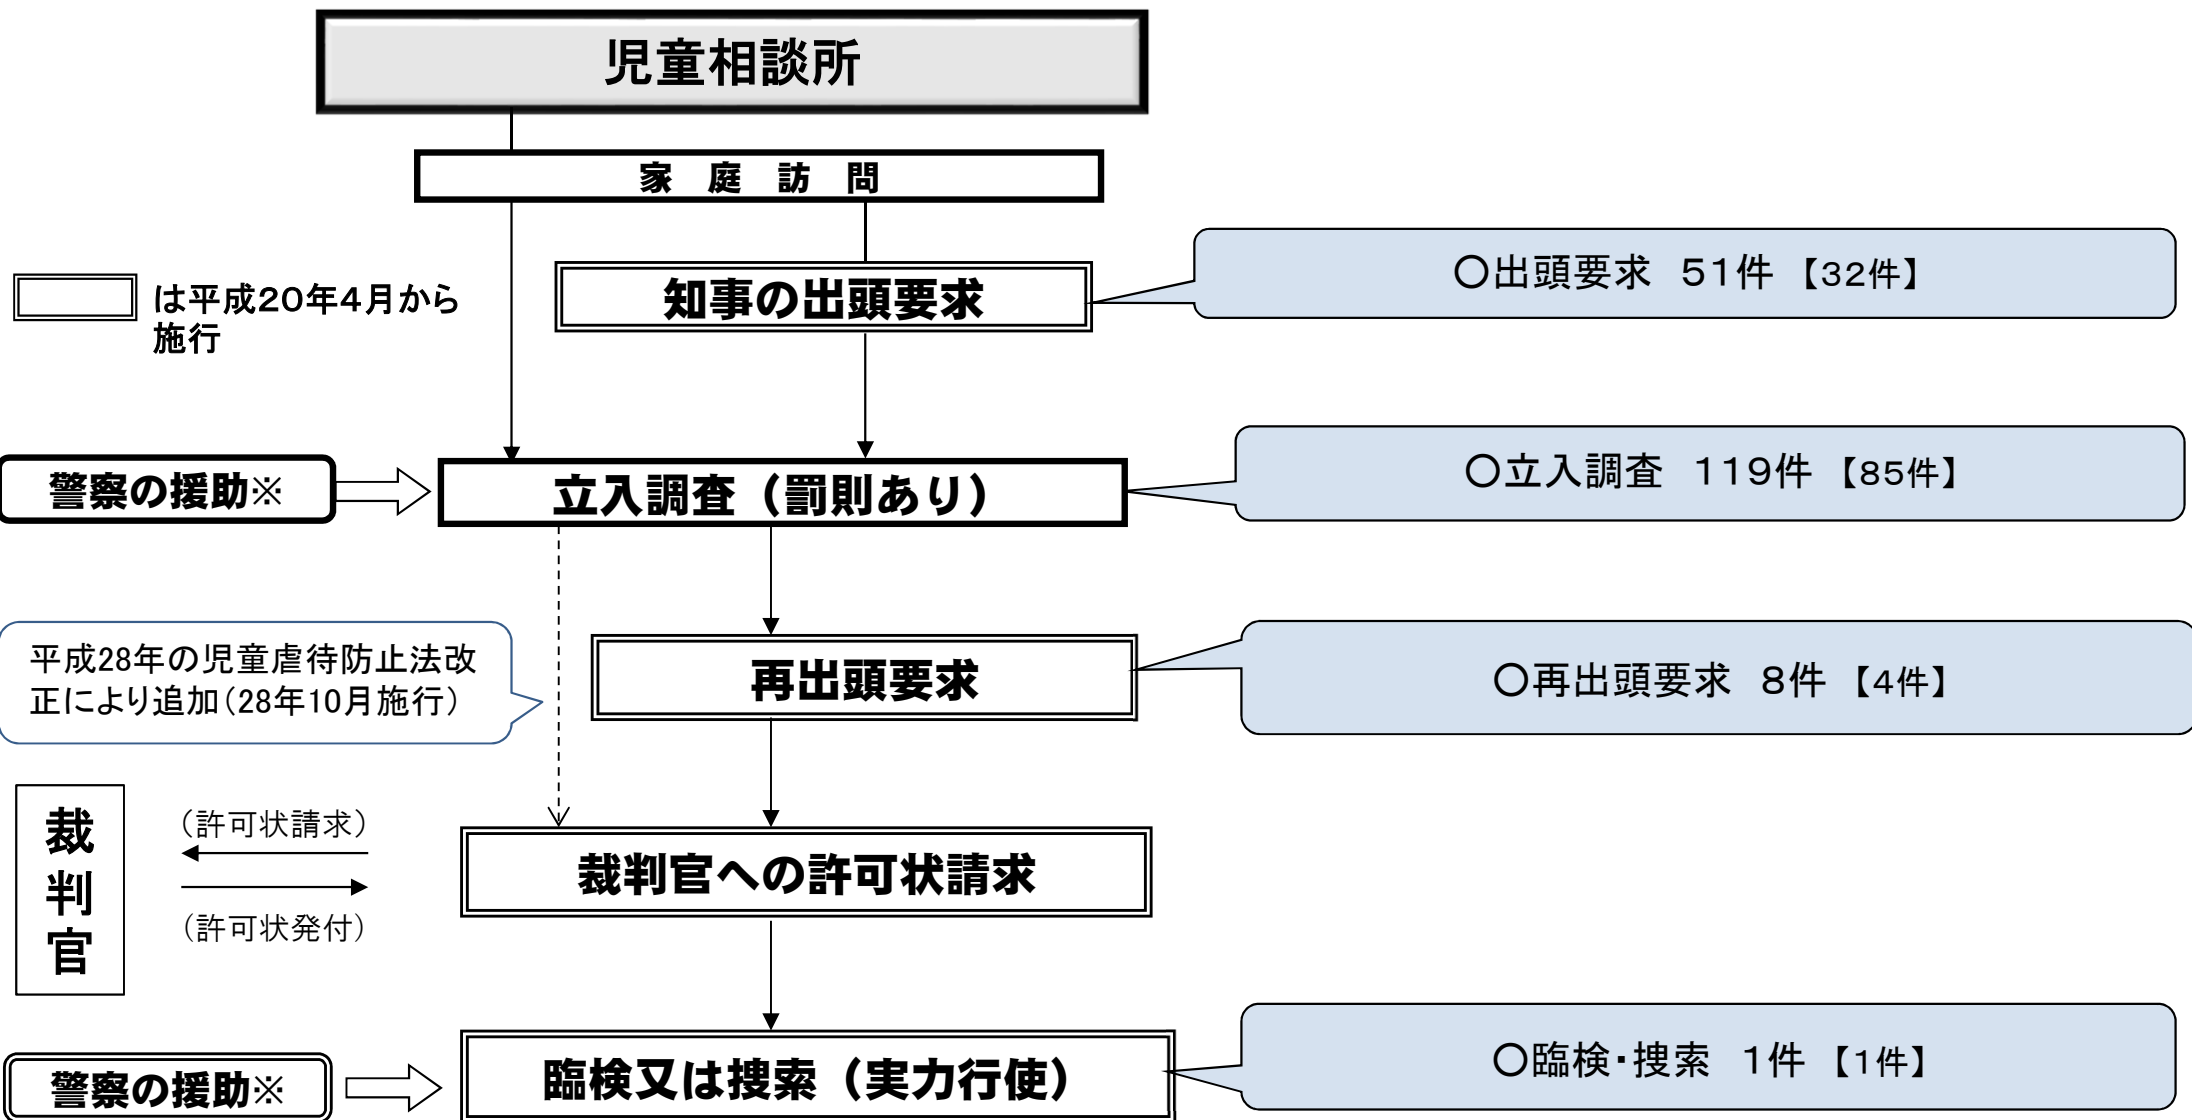 児童相談所
家庭訪問
知事の出頭要求
○出頭要求 51件 【32件】
は平成20年4月から
施行
警察の援助※
立入調査（罰則あり）
○立入調査 119件 【85件】
平成28年の児童虐待防止法改
正により追加（28年10月施行）
再出頭要求
○再出頭要求 8件 【4件】
裁判官
（許可状請求）
（許可状発付）
裁判官への許可状請求
警察の援助※
臨検又は捜索（実力行使）
○臨検・捜索 1件 【1件】